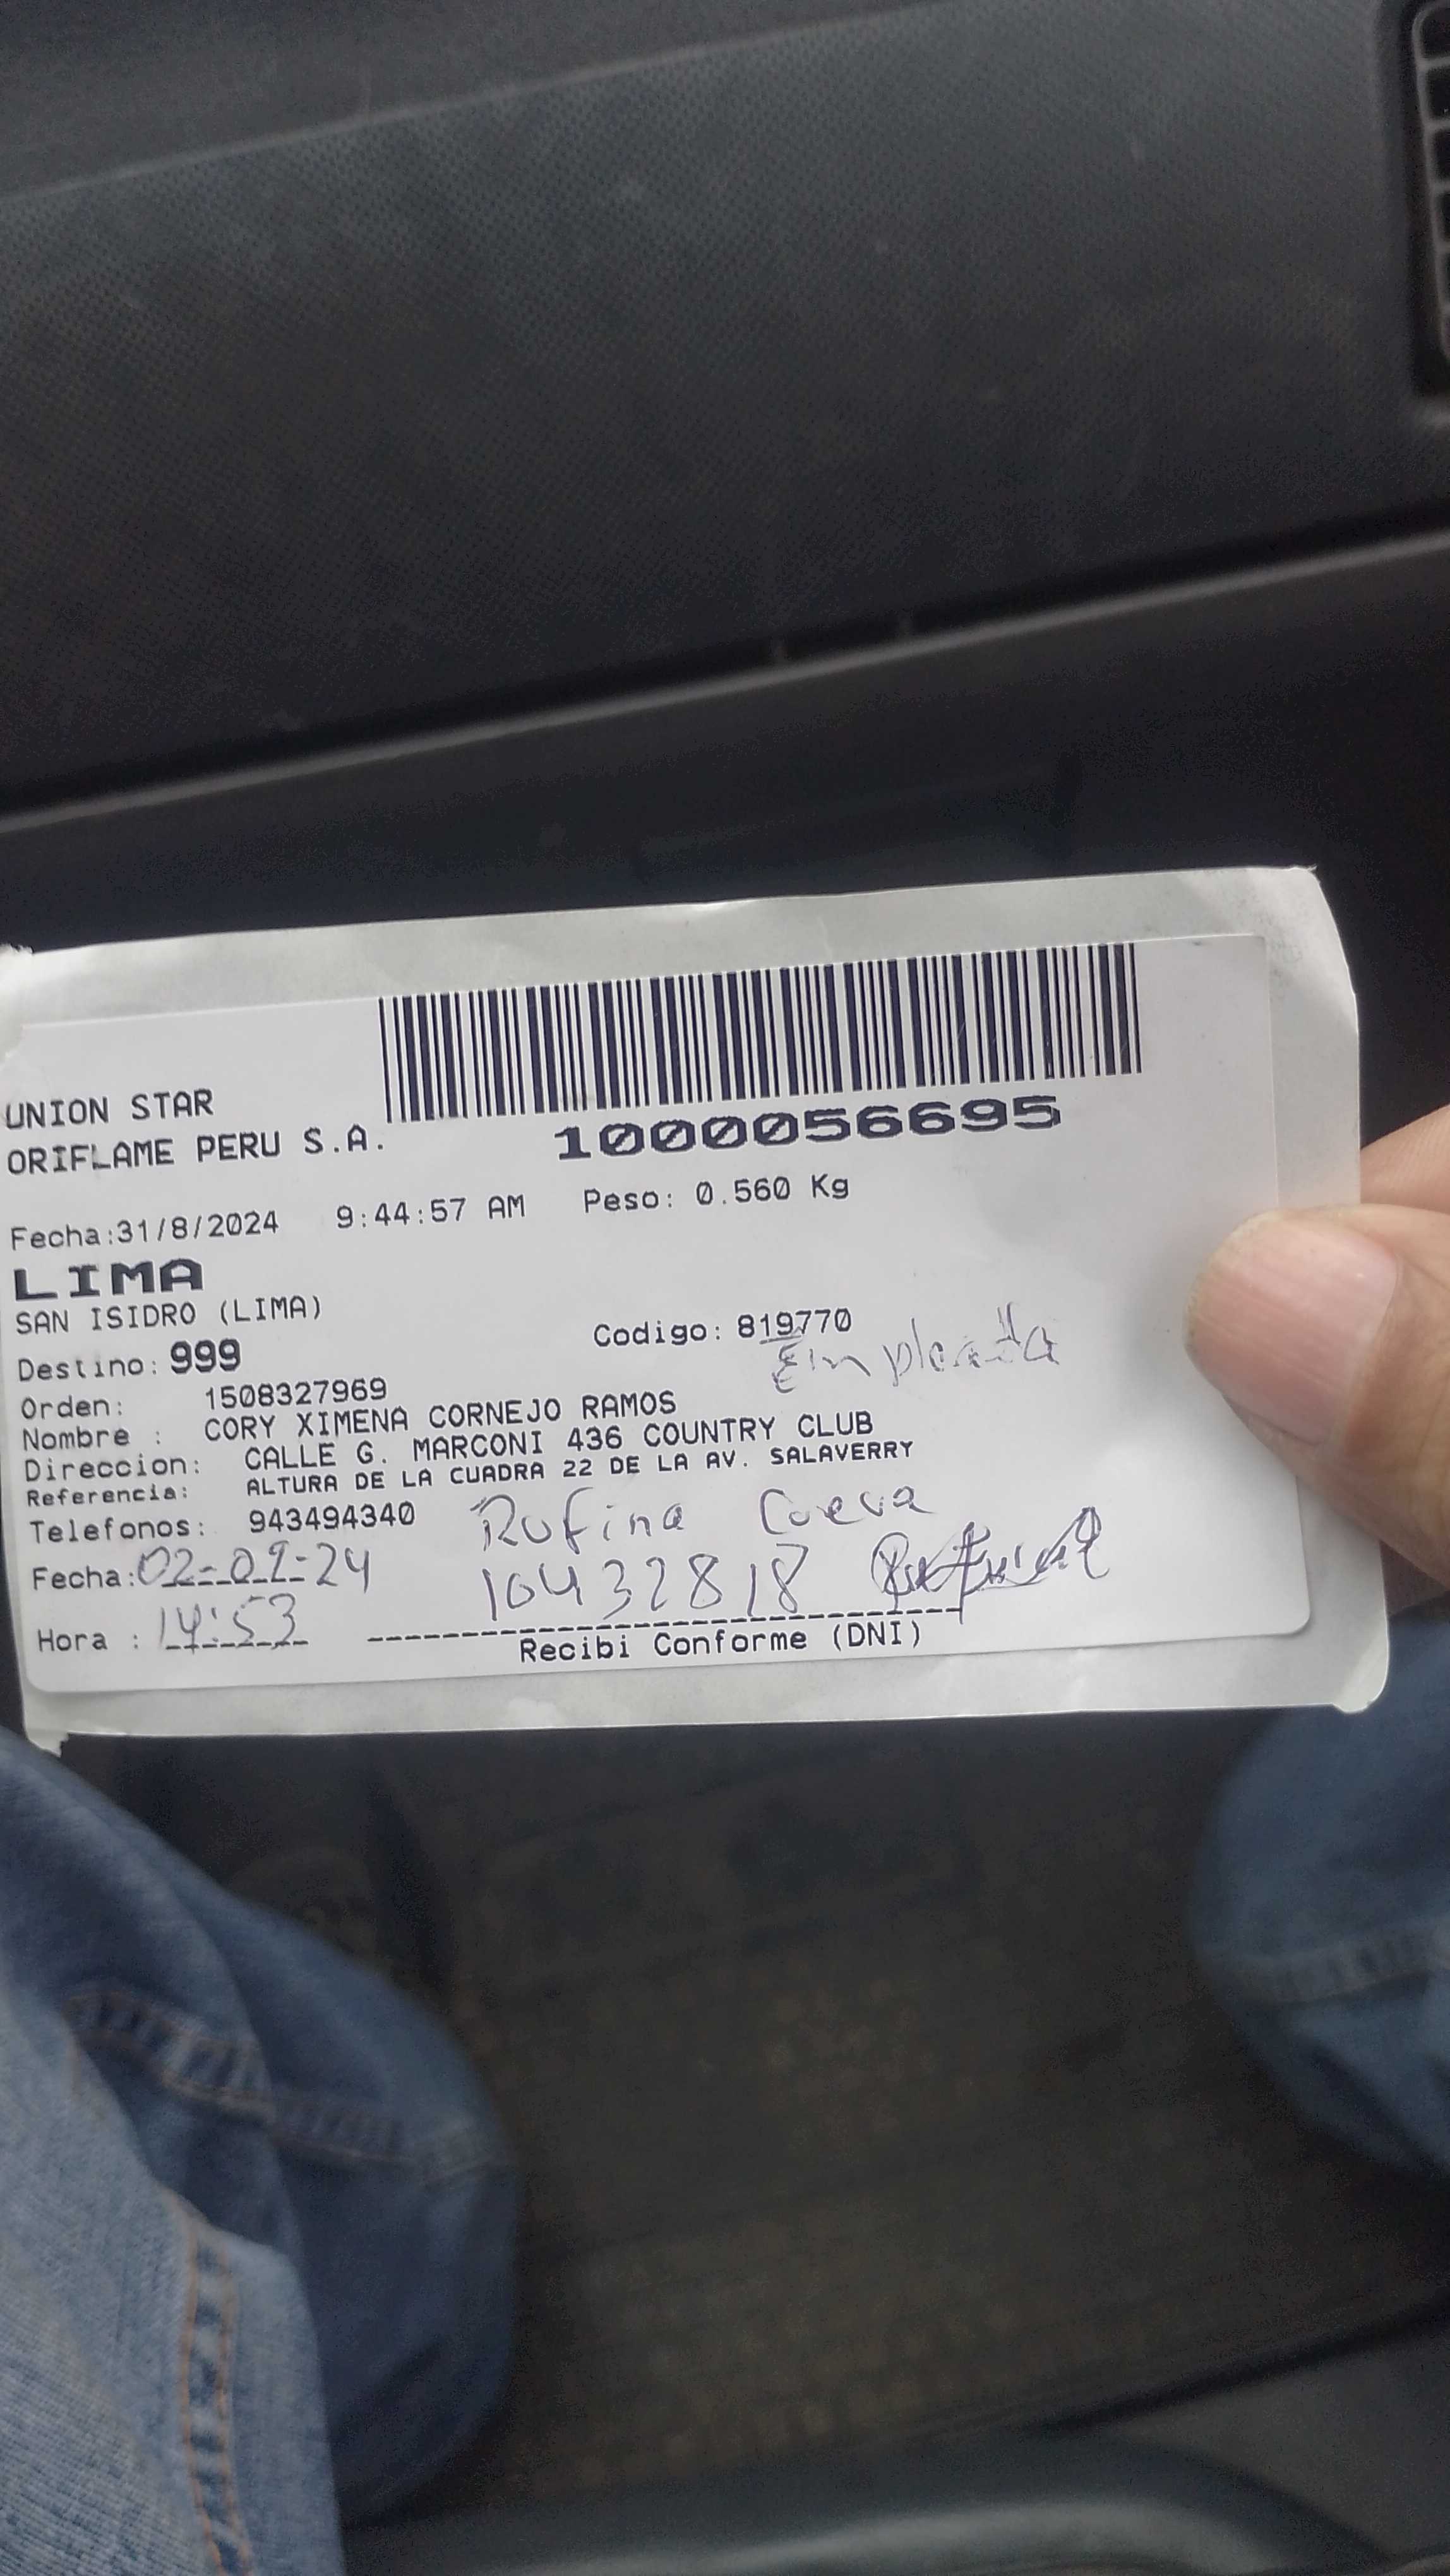 UNION STAR
ORIFLAME PERU S.A.
1000056695
Fecha:31/8/2024 9:44:57 AM Peso: 0.560 Kg
LIMA
SAN ISIDRO (LIMA)
Codigo: 819770
Destino: 999
Empleada
Orden: 1508327969
Nombre : CORY XIMENA CORNEJO RAMOS
Direccion: CALLE G. MARCONI 436 COUNTRY CLUB
Referencia: ALTURA DE LA CUADRA 22 DE LA AV. SALAVERRY
Telefonos: 943494340
Rufina Cueva
Fecha:02-09-24
10432818
Hora : 14:53
Recibi Conforme (DNI)